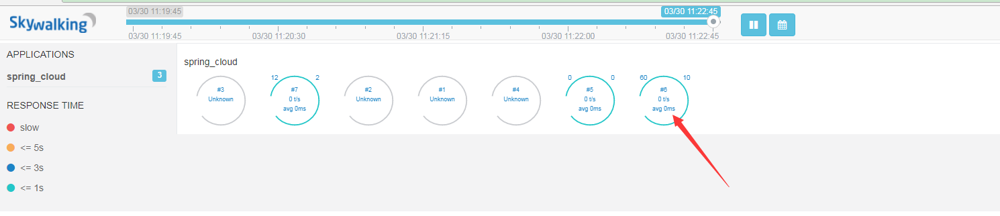 03/30 11:19:45
03/30 11:22:45
Skywalking
03/30 11:19:45 03/30 11:20:30 03/30 11:21:15 03/30 11:22:00 03/30 11:22:45
APPLICATIONS
spring_cloud 3
RESPONSE TIME
slow
<= 5s
<= 3s
<= 1s
spring_cloud
#3
Unknown
12 2
#7
0 t/s
avg 0ms
#2
Unknown
#1
Unknown
#4
Unknown
0 0
#5
0 t/s
avg 0ms
60 10
#6
0 t/s
avg 0ms